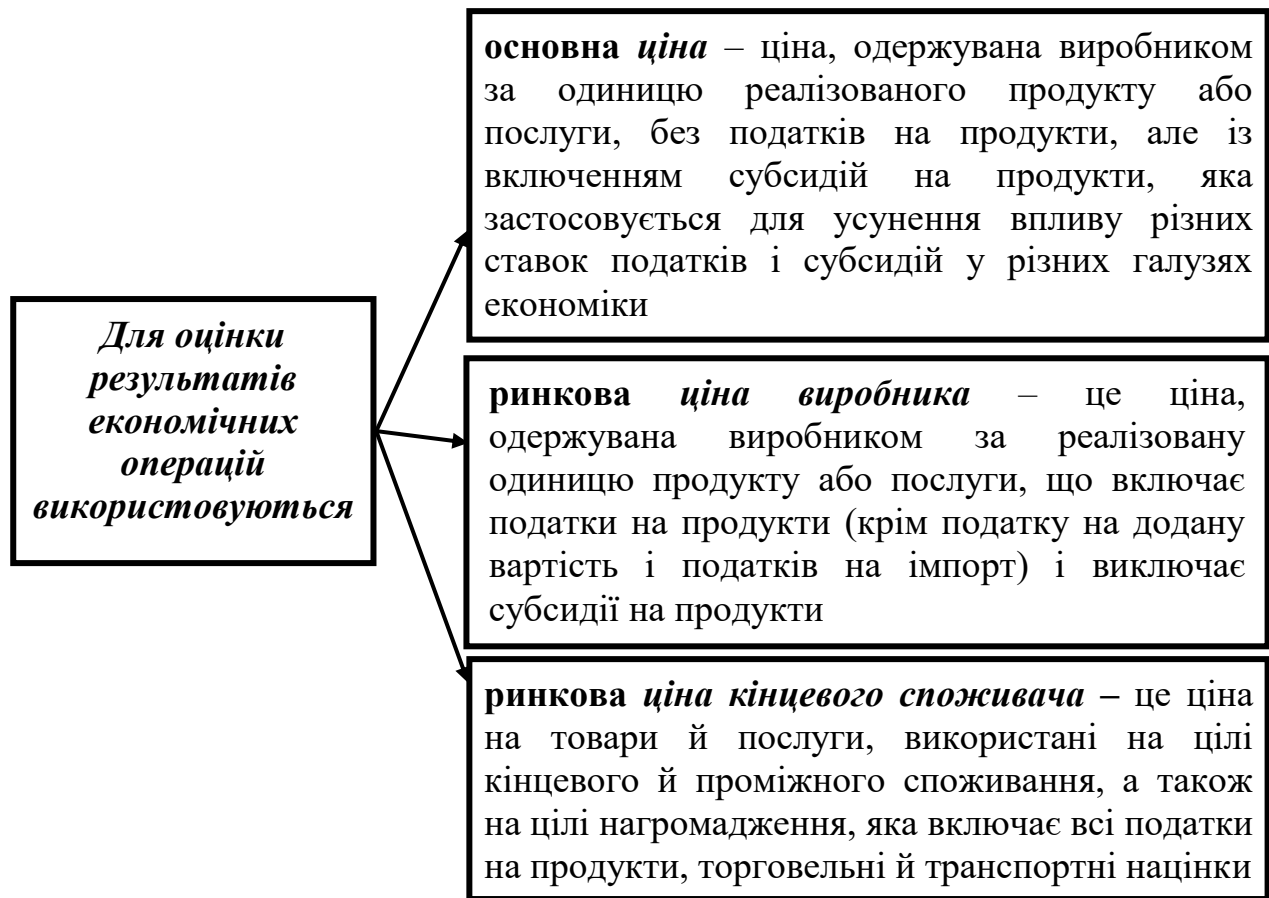 Для оцінки
результатів
економічних
операцій
використовуються
основна ціна – ціна, одержувана виробником
за одиницю реалізованого продукту або
послуги, без податків на продукти, але із
включенням субсидій на продукти, яка
застосовується для усунення впливу різних
ставок податків і субсидій у різних галузях
економіки
ринкова ціна виробника – це ціна,
одержувана виробником за реалізовану
одиницю продукту або послуги, що включає
податки на продукти (крім податку на додану
вартість і податків на імпорт) і виключає
субсидії на продукти
ринкова ціна кінцевого споживача – це ціна
на товари й послуги, використані на цілі
кінцевого й проміжного споживання, а також
на цілі нагромадження, яка включає всі податки
на продукти, торговельні й транспортні націнки